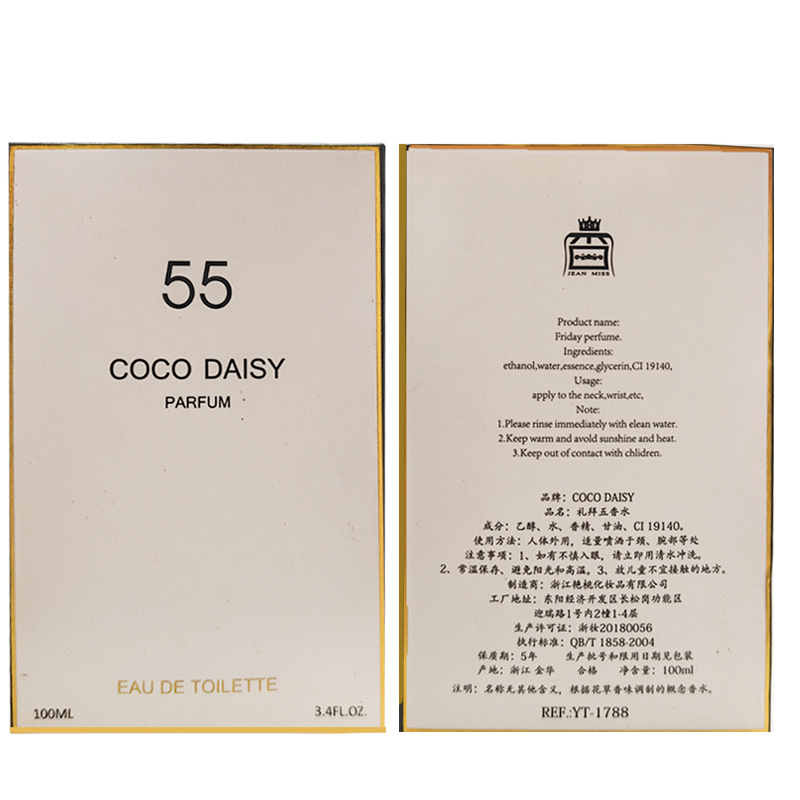 55
COCO DAISY
PARFUM
EAU DE TOILETTE
100ML
3.4FL.OZ.
JEAN MISS
Product name:
Friday perfume.
Ingredients:
ethanol,water,essence,glycerin,CI 19140,
Usage:
apply to the neck,wrist,etc,
Note:
1.Please rinse immediately with elean water.
2.Keep warm and avold sunshine and heat.
3.Keep out of contact with chlidren.
品牌：COCO DAISY
品名：礼拜五香水
成分：乙醇、水、香精、甘油、CI 19140。
使用方法：人体外用，适量喷洒于颈、腕部等处
注意事项：1、如有不慎入眼，请立即用清水冲洗。
2、常温保存、避免阳光和高温。3、放儿童不宜接触的地方。
制造商：浙江艳桃化妆品有限公司
工厂地址：东阳经济开发区长松岗功能区
迎瑞路1号内2幢1-4层
生产许可证：浙妆20180056
执行标准：QB/T 1858-2004
保质期：5年 生产批号和限用日期见包装
产地：浙江 金华 合格 净含量：100ml
注明：名称无其他含义，根据花草香味调制的概念香水。
REF.:YT-1788